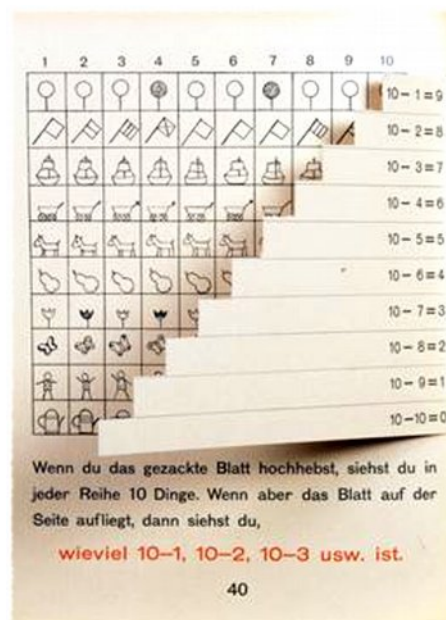 1 2 3 4 5 6 7 8 9 10
10-1=9
10-2=8
10-3=7
10-4=6
10-5=5
10-6=4
10-7=3
10-8=2
10-9=1
10-10=0
Wenn du das gezackte Blatt hochhebst, siehst du in
jeder Reihe 10 Dinge. Wenn aber das Blatt auf der
Seite aufliegt, dann siehst du,
wieviel 10–1, 10–2, 10–3 usw. ist.
40